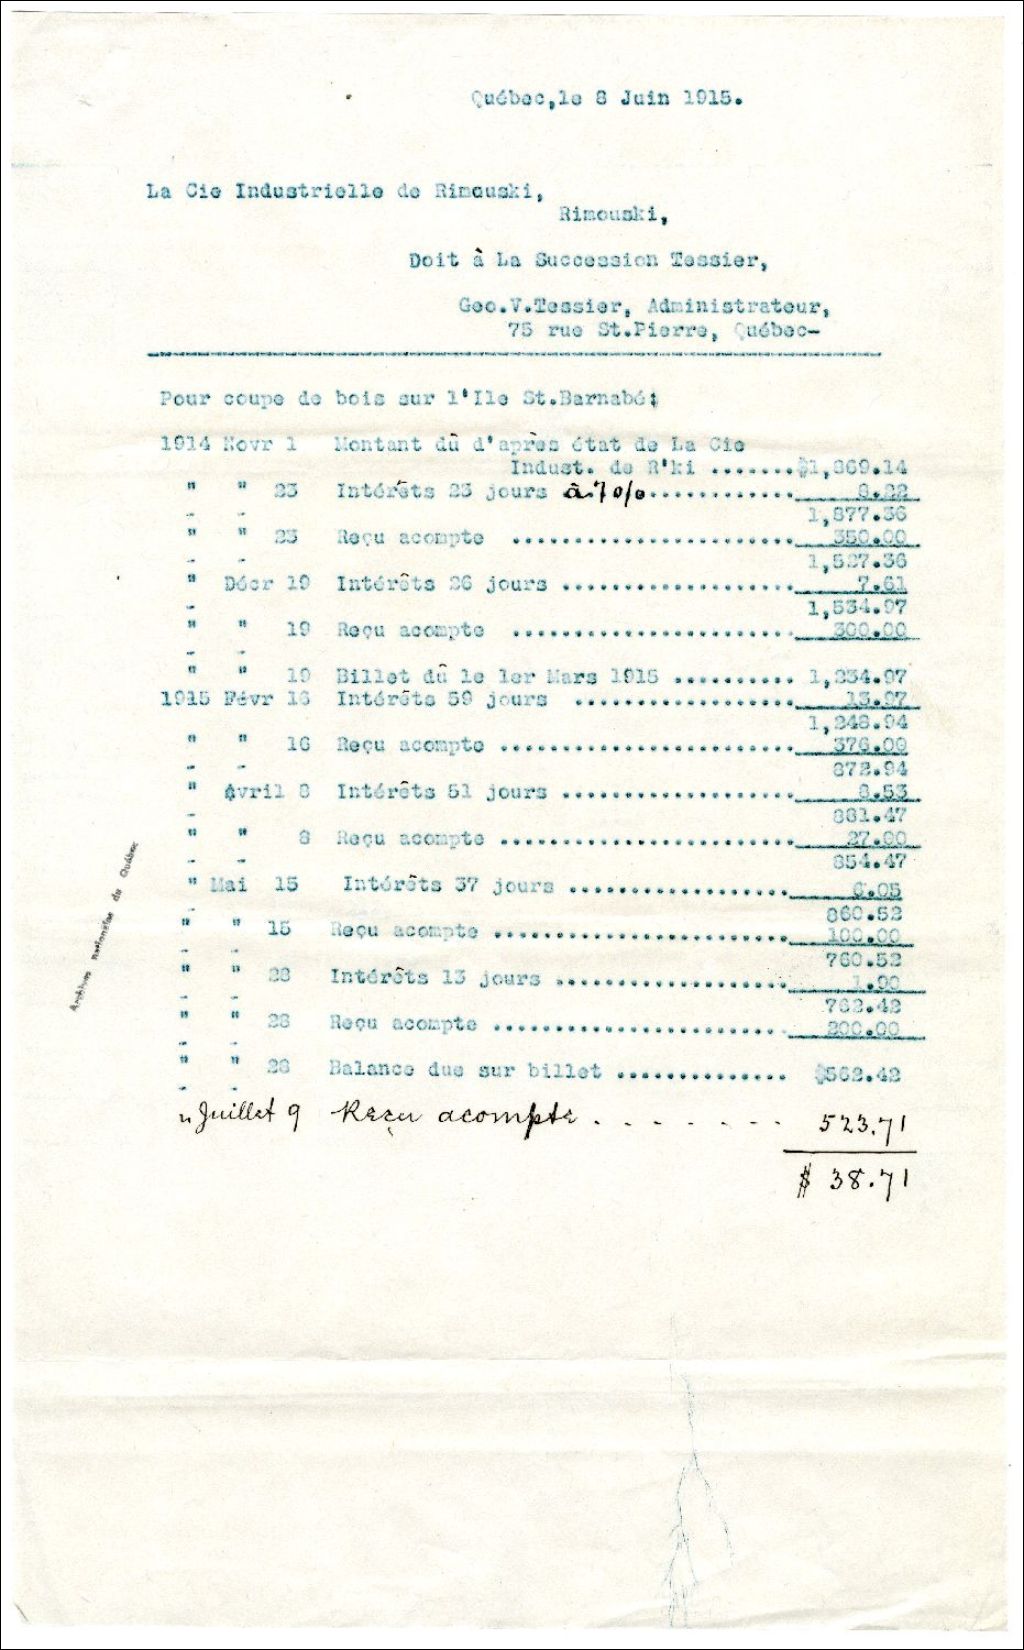 Québec,le 8 Juin 1915.
La Cie Industrielle de Rimouski,
Rimouski,
Doit à La Succession Tessier,
Geo.V.Tessier, Administrateur,
75 rue St.Pierre, Québec-
Pour coupe de bois sur l'Ile St.Barnabé:
1914 Novr 1 Montant dû d'après état de La Cie
Indust. de R'ki .......$1,869.14
" " 23 Intérêts 23 jours à 7 0/0............. 8.22
1,877.36
" " 23 Reçu acompte ....................... 350.00
1,527.36
" Décr 19 Intérêts 26 jours ................... 7.61
1,534.97
" " 19 Reçu acompte ....................... 300.00
" " 19 Billet dû le 1er Mars 1915 .......... 1,234.97
1915 Févr 16 Intérêts 59 jours .................. 13.97
1,248.94
" " 16 Reçu acompte ........................ 376.00
872.94
" Avril 8 Intérêts 51 jours ................... 8.53
881.47
" " 8 Reçu acompte ........................ 27.00
854.47
" Mai 15 Intérêts 37 jours .................. 6.05
860.52
" " 15 Reçu acompte ........................ 100.00
760.52
" " 28 Intérêts 13 jours ................... 1.90
762.42
" " 28 Reçu acompte ........................ 200.00
" " 28 Balance due sur billet .............. $562.42
" Juillet 9 Reçu acompte . . . . . . . . 523.71
$ 38.71
Archives Nationales du Québec